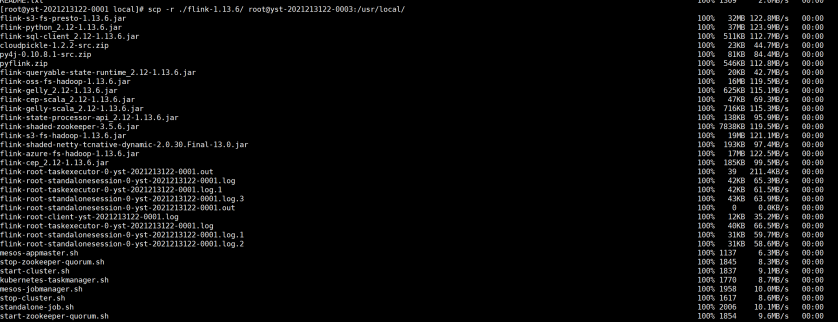 README.txt 100% 1309 2.0MB/s 00:00
[root@yst-2021213122-0001 local]# scp -r ./flink-1.13.6/ root@yst-2021213122-0003:/usr/local/
flink-s3-fs-presto-1.13.6.jar 100% 32MB 122.8MB/s 00:00
flink-python_2.12-1.13.6.jar 100% 37MB 123.9MB/s 00:00
flink-sql-client_2.12-1.13.6.jar 100% 511KB 112.7MB/s 00:00
cloudpickle-1.2.2-src.zip 100% 23KB 44.7MB/s 00:00
py4j-0.10.8.1-src.zip 100% 81KB 84.4MB/s 00:00
pyflink.zip 100% 546KB 112.8MB/s 00:00
flink-queryable-state-runtime_2.12-1.13.6.jar 100% 20KB 42.7MB/s 00:00
flink-oss-fs-hadoop-1.13.6.jar 100% 16MB 119.5MB/s 00:00
flink-gelly_2.12-1.13.6.jar 100% 625KB 115.1MB/s 00:00
flink-cep-scala_2.12-1.13.6.jar 100% 47KB 69.3MB/s 00:00
flink-gelly-scala_2.12-1.13.6.jar 100% 716KB 115.3MB/s 00:00
flink-state-processor-api_2.12-1.13.6.jar 100% 138KB 95.9MB/s 00:00
flink-shaded-zookeeper-3.5.6.jar 100% 7838KB 119.5MB/s 00:00
flink-s3-fs-hadoop-1.13.6.jar 100% 19MB 121.1MB/s 00:00
flink-shaded-netty-tcnative-dynamic-2.0.30.Final-13.0.jar 100% 193KB 97.4MB/s 00:00
flink-azure-fs-hadoop-1.13.6.jar 100% 17MB 122.5MB/s 00:00
flink-cep_2.12-1.13.6.jar 100% 185KB 99.5MB/s 00:00
flink-root-taskexecutor-0-yst-2021213122-0001.out 100% 39 211.4KB/s 00:00
flink-root-standalonesession-0-yst-2021213122-0001.log 100% 42KB 65.3MB/s 00:00
flink-root-standalonesession-0-yst-2021213122-0001.log.1 100% 42KB 61.5MB/s 00:00
flink-root-standalonesession-0-yst-2021213122-0001.log.3 100% 43KB 63.9MB/s 00:00
flink-root-standalonesession-0-yst-2021213122-0001.out 100% 0 0.0KB/s 00:00
flink-root-client-yst-2021213122-0001.log 100% 12KB 35.2MB/s 00:00
flink-root-taskexecutor-0-yst-2021213122-0001.log 100% 40KB 66.5MB/s 00:00
flink-root-standalonesession-0-yst-2021213122-0001.log.1 100% 31KB 59.7MB/s 00:00
flink-root-standalonesession-0-yst-2021213122-0001.log.2 100% 31KB 58.6MB/s 00:00
mesos-appmaster.sh 100% 1137 6.3MB/s 00:00
stop-zookeeper-quorum.sh 100% 1845 8.3MB/s 00:00
start-cluster.sh 100% 1837 9.1MB/s 00:00
kubernetes-taskmanager.sh 100% 1770 8.7MB/s 00:00
mesos-jobmanager.sh 100% 1958 10.0MB/s 00:00
stop-cluster.sh 100% 1617 8.6MB/s 00:00
standalone-job.sh 100% 2006 10.1MB/s 00:00
start-zookeeper-quorum.sh 100% 1854 9.6MB/s 00:00